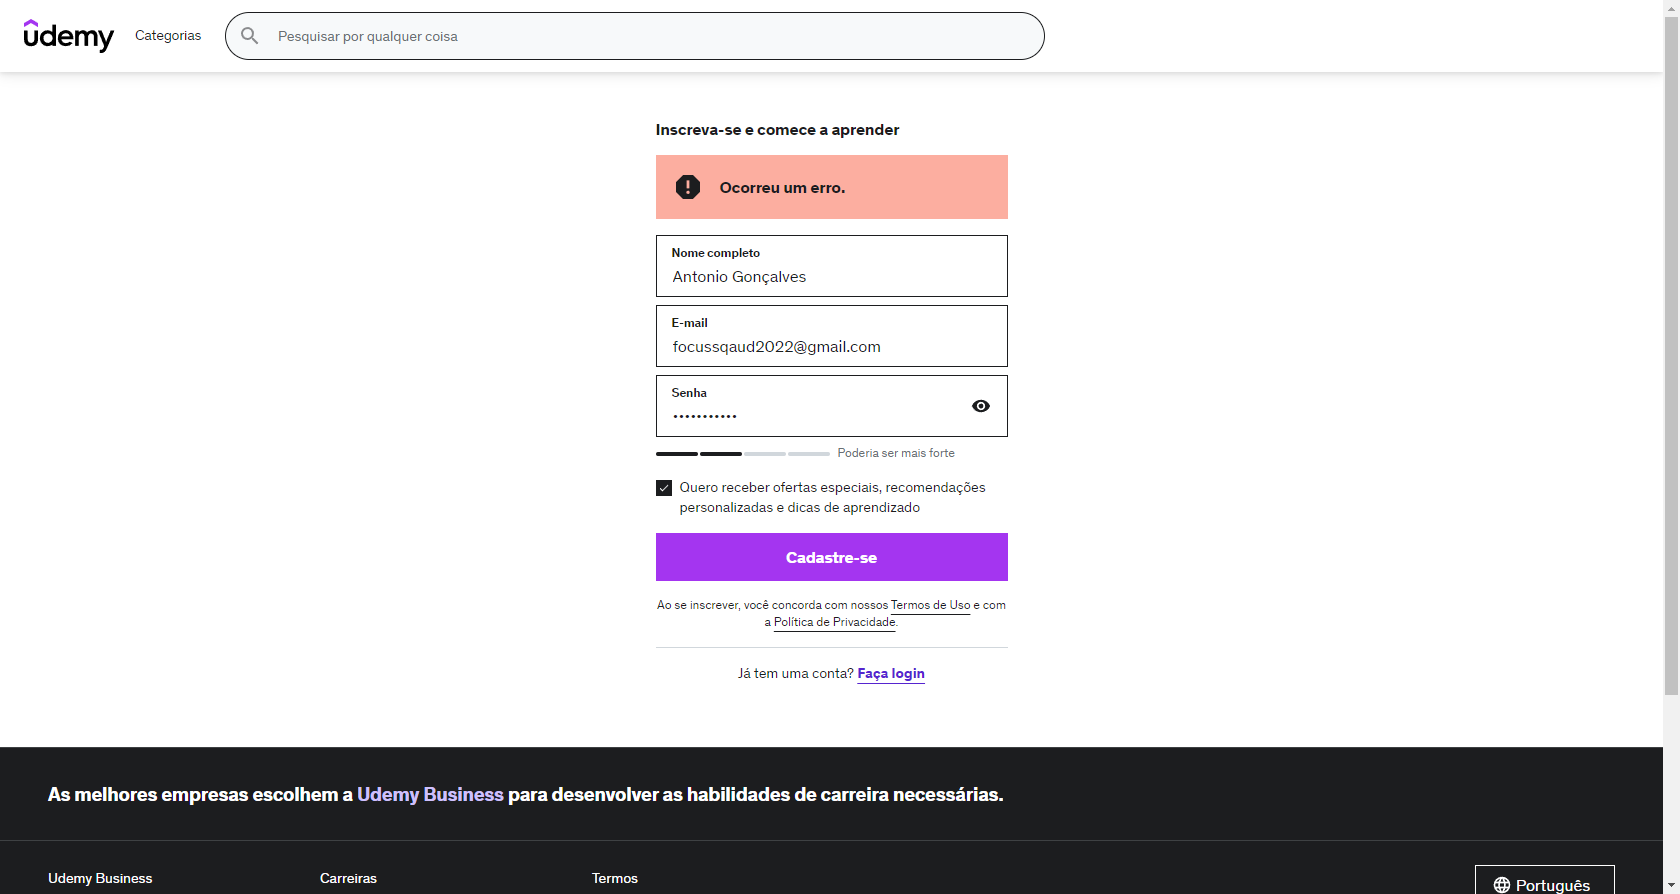 udemy
Categorias
Pesquisar por qualquer coisa
Inscreva-se e comece a aprender
Ocorreu um erro.
Nome completo
Antonio Gonçalves
E-mail
focussqaud2022@gmail.com
Senha
Poderia ser mais forte
Quero receber ofertas especiais, recomendações
personalizadas e dicas de aprendizado
Cadastre-se
Ao se inscrever, você concorda com nossos Termos de Uso e com
a Política de Privacidade.
Já tem uma conta? Faça login
As melhores empresas escolhem a Udemy Business para desenvolver as habilidades de carreira necessárias.
Udemy Business
Carreiras
Termos
Português